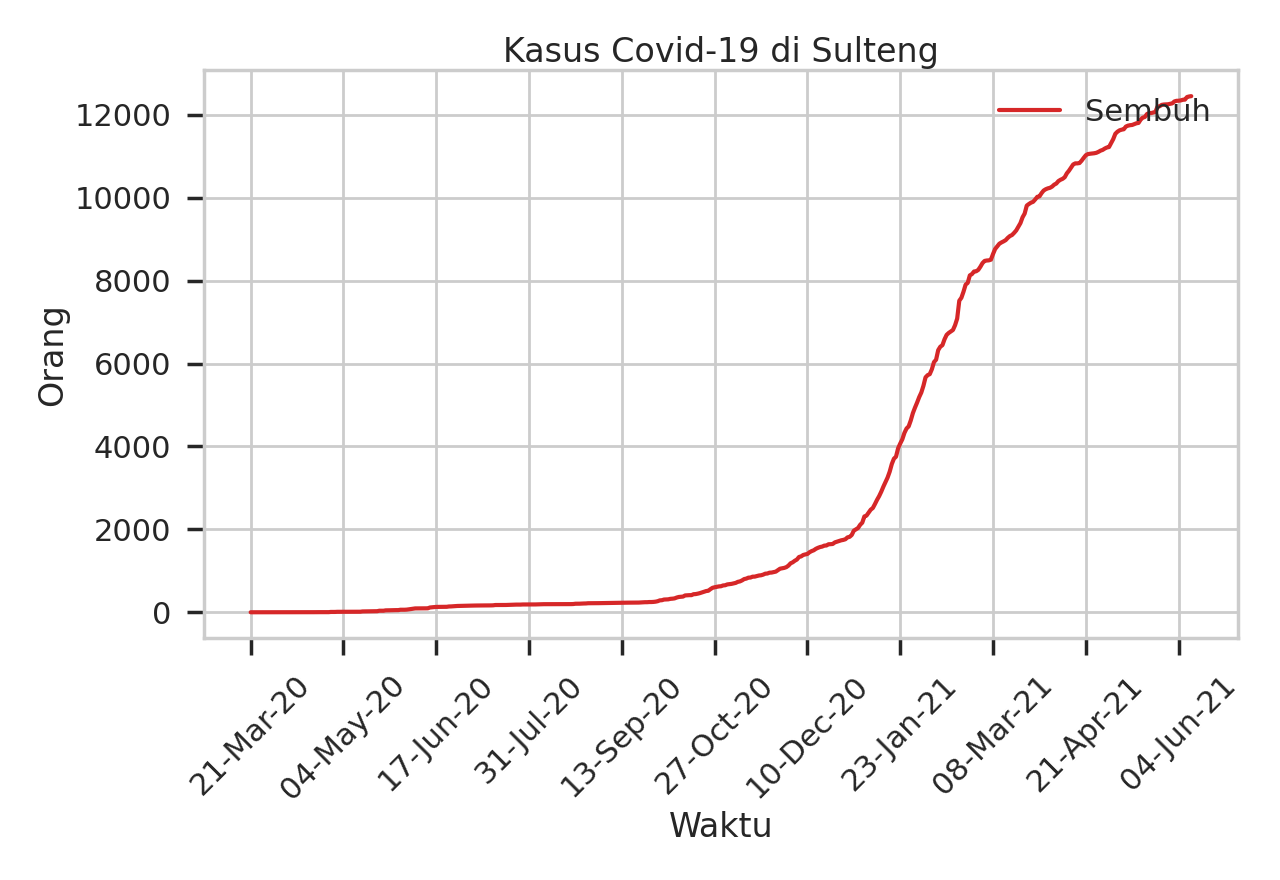 Kasus Covid-19 di Sulteng
Sembuh
12000
10000
8000
6000
4000
2000
0
Orang
21-Mar-20
04-May-20
17-Jun-20
31-Jul-20
13-Sep-20
27-Oct-20
10-Dec-20
23-Jan-21
08-Mar-21
21-Apr-21
04-Jun-21
Waktu